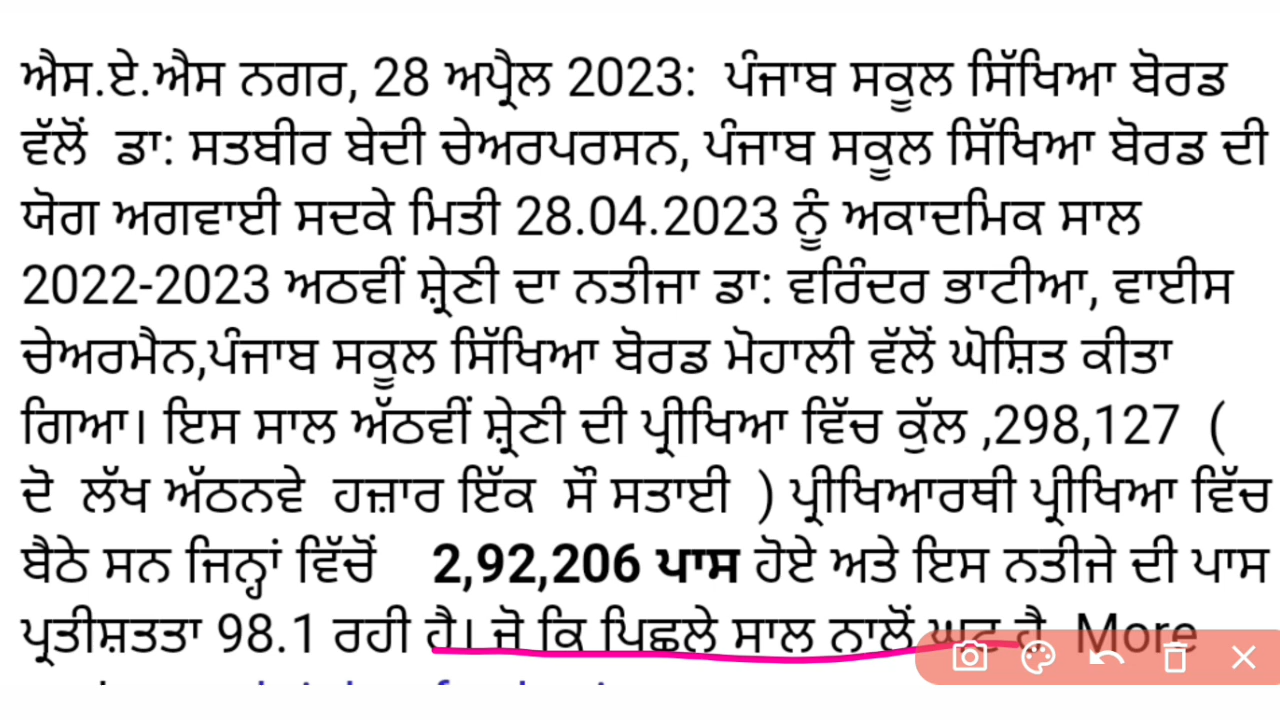 ਐਸ.ਏ.ਐਸ ਨਗਰ, 28 ਅਪ੍ਰੈਲ 2023: ਪੰਜਾਬ ਸਕੂਲ ਸਿੱਖਿਆ ਬੋਰਡ
ਵੱਲੋਂ ਡਾ: ਸਤਬੀਰ ਬੇਦੀ ਚੇਅਰਪਰਸਨ, ਪੰਜਾਬ ਸਕੂਲ ਸਿੱਖਿਆ ਬੋਰਡ ਦੀ
ਯੋਗ ਅਗਵਾਈ ਸਦਕੇ ਮਿਤੀ 28.04.2023 ਨੂੰ ਅਕਾਦਮਿਕ ਸਾਲ
2022-2023 ਅਠਵੀਂ ਸ਼੍ਰੇਣੀ ਦਾ ਨਤੀਜਾ ਡਾ: ਵਰਿੰਦਰ ਭਾਟੀਆ, ਵਾਈਸ
ਚੇਅਰਮੈਨ,ਪੰਜਾਬ ਸਕੂਲ ਸਿੱਖਿਆ ਬੋਰਡ ਮੋਹਾਲੀ ਵੱਲੋਂ ਘੋਸ਼ਿਤ ਕੀਤਾ
ਗਿਆ। ਇਸ ਸਾਲ ਅੱਠਵੀਂ ਸ਼੍ਰੇਣੀ ਦੀ ਪ੍ਰੀਖਿਆ ਵਿੱਚ ਕੁੱਲ ,298,127 (
ਦੋ ਲੱਖ ਅੱਠਨਵੇ ਹਜ਼ਾਰ ਇੱਕ ਸੌ ਸਤਾਈ ) ਪ੍ਰੀਖਿਆਰਥੀ ਪ੍ਰੀਖਿਆ ਵਿੱਚ
ਬੈਠੇ ਸਨ ਜਿਨ੍ਹਾਂ ਵਿੱਚੋਂ 2,92,206 ਪਾਸ ਹੋਏ ਅਤੇ ਇਸ ਨਤੀਜੇ ਦੀ ਪਾਸ
ਪ੍ਰਤੀਸ਼ਤਤਾ 98.1 ਰਹੀ ਹੈ। ਜੋ ਕਿ ਪਿਛਲੇ ਸਾਲ ਨਾਲੋਂ ਘਟ ਹੈ More